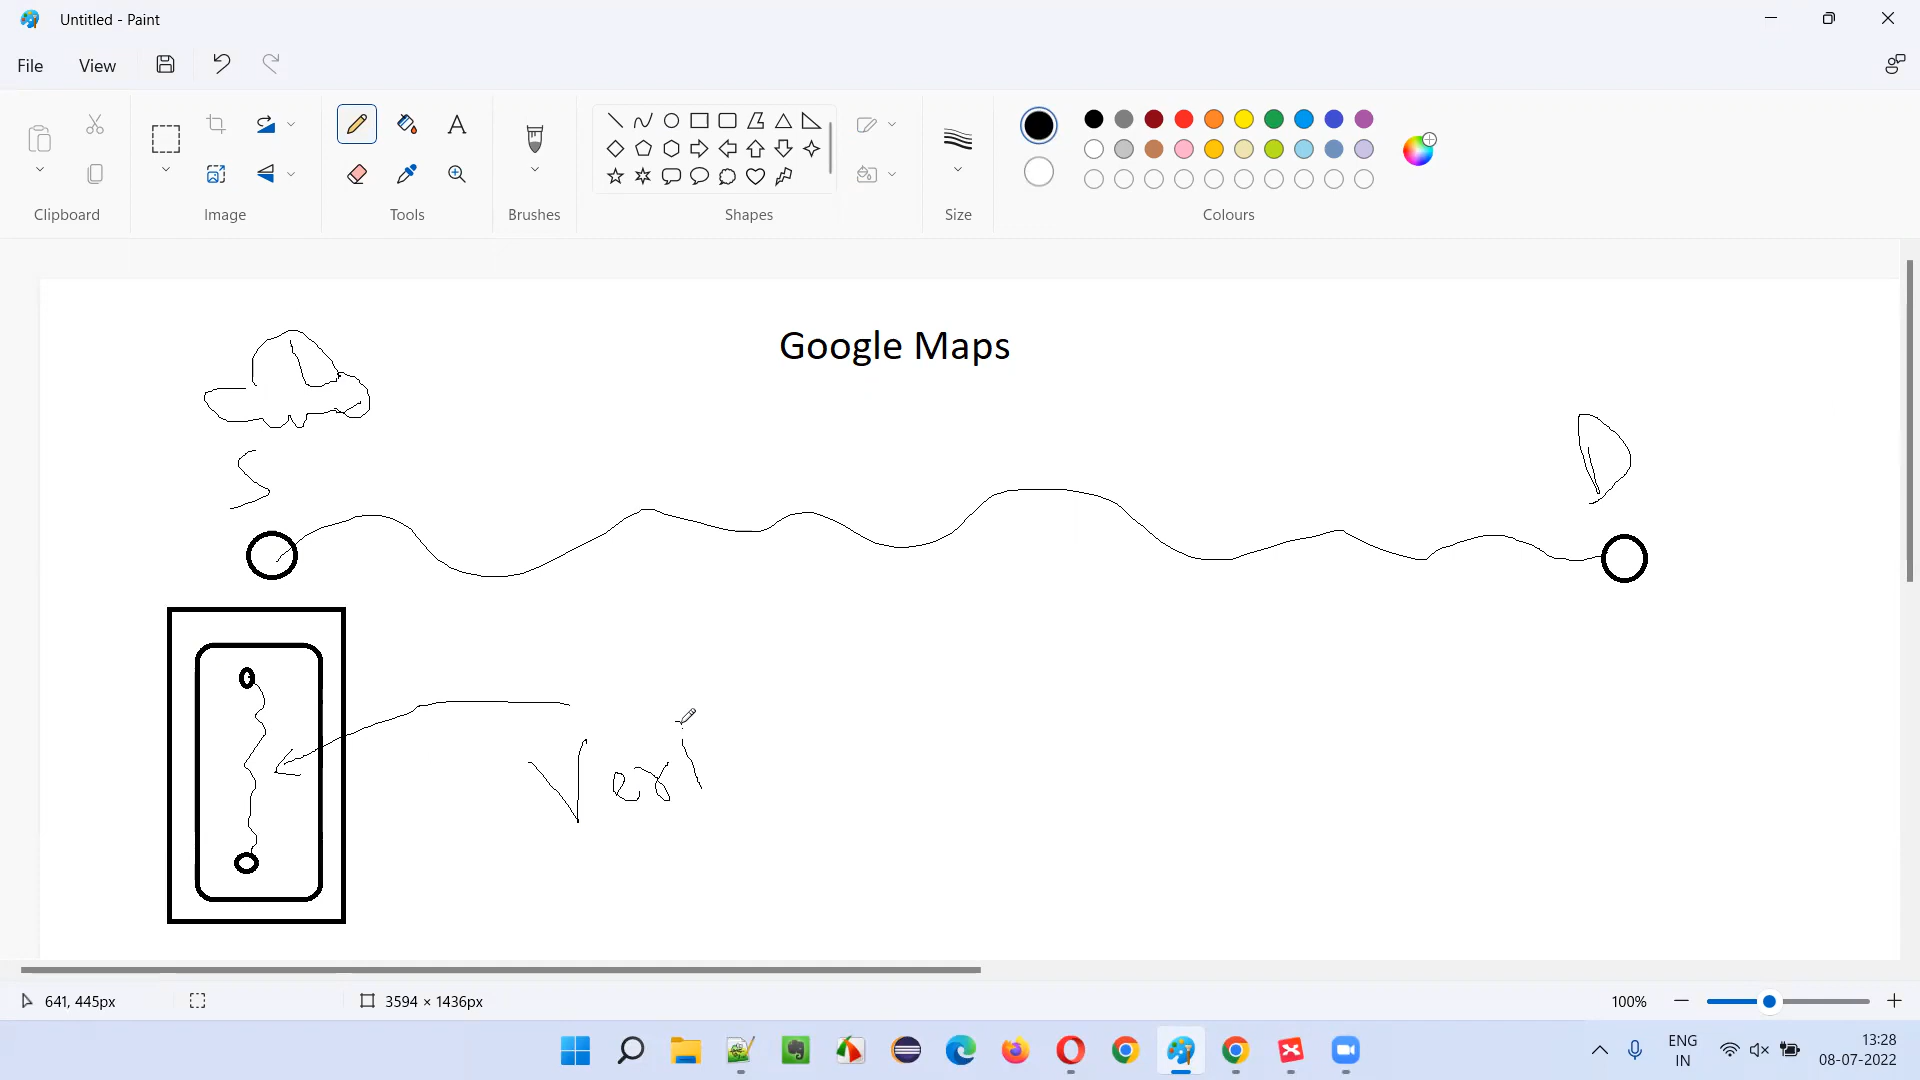 Untitled - Paint
File View
Clipboard Image Tools Brushes Shapes Size Colours
Google Maps
S
D
Veri
641, 445px 3594 × 1436px 100%
ENG 13:28
IN 08-07-2022